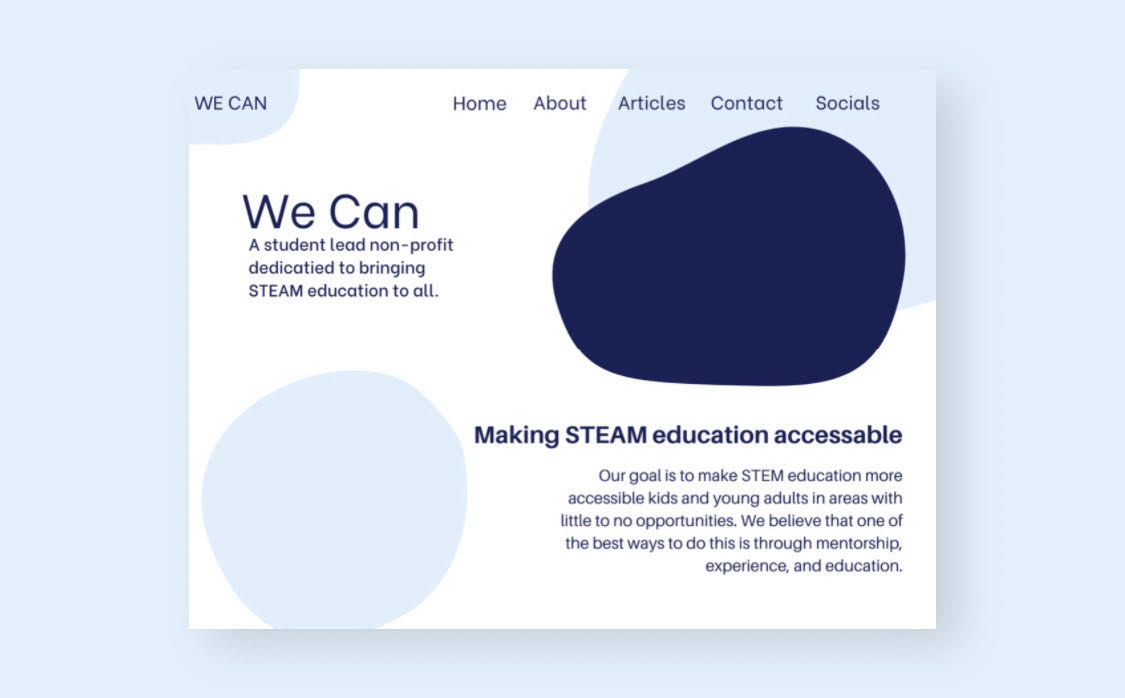 WE CAN
Home About Articles Contact Socials
We Can
A student lead non-profit
dedicatied to bringing
STEAM education to all.
Making STEAM education accessable
Our goal is to make STEM education more
accessible kids and young adults in areas with
little to no opportunities. We believe that one of
the best ways to do this is through mentorship,
experience, and education.